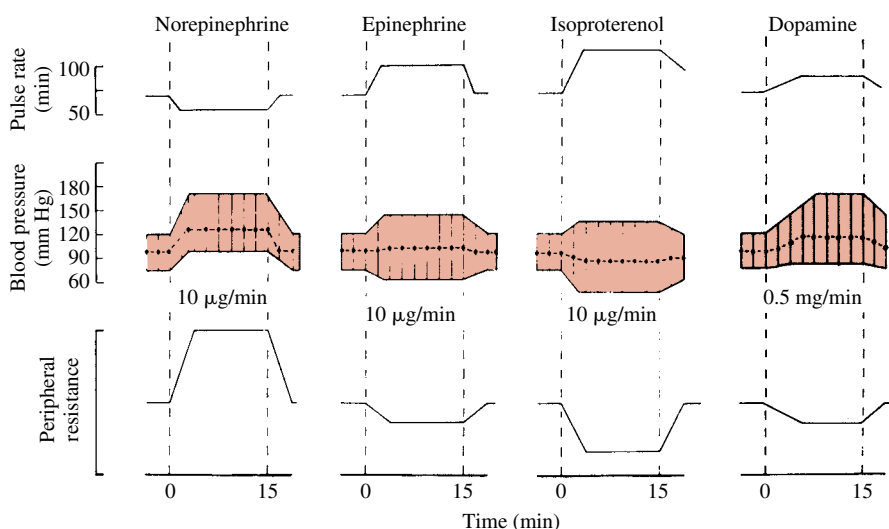 Norepinephrine Epinephrine Isoproterenol Dopamine
Pulse rate
(min)
100
50
Blood pressure
(mm Hg)
180
150
120
90
60
10 μg/min 10 μg/min 10 μg/min 0.5 mg/min
Peripheral
resistance
0 15 0 15 0 15 0 15
Time (min)